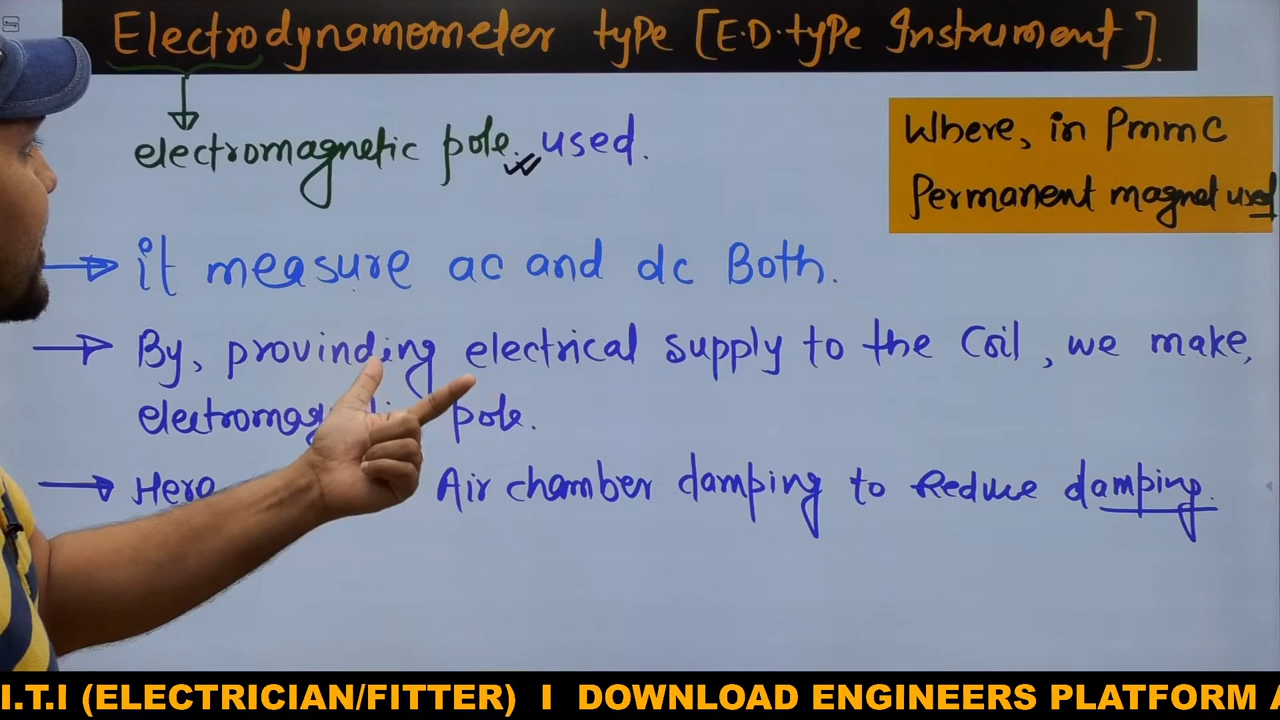 Electrodynamometer type [E.D.type Instrument].
electromagnetic pole. used.
Where, in PmmC
Permanent magnet used
→ it measure ac and dc Both.
→ By, provinding electrical supply to the Coil, we make,
pole.
→ Here Air chamber damping to Reduce damping.
I.T.I (ELECTRICIAN/FITTER) I DOWNLOAD ENGINEERS PLATFORM A